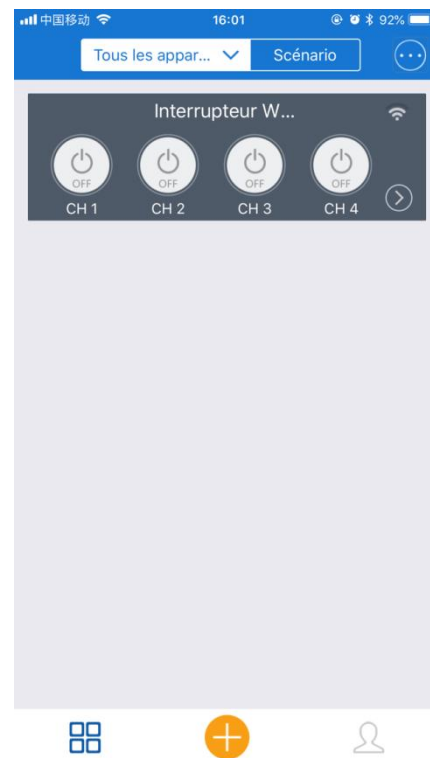 中国移动 16:01 92%
Tous les appar... Scénario
Interrupteur W...
OFF OFF OFF OFF
CH 1 CH 2 CH 3 CH 4